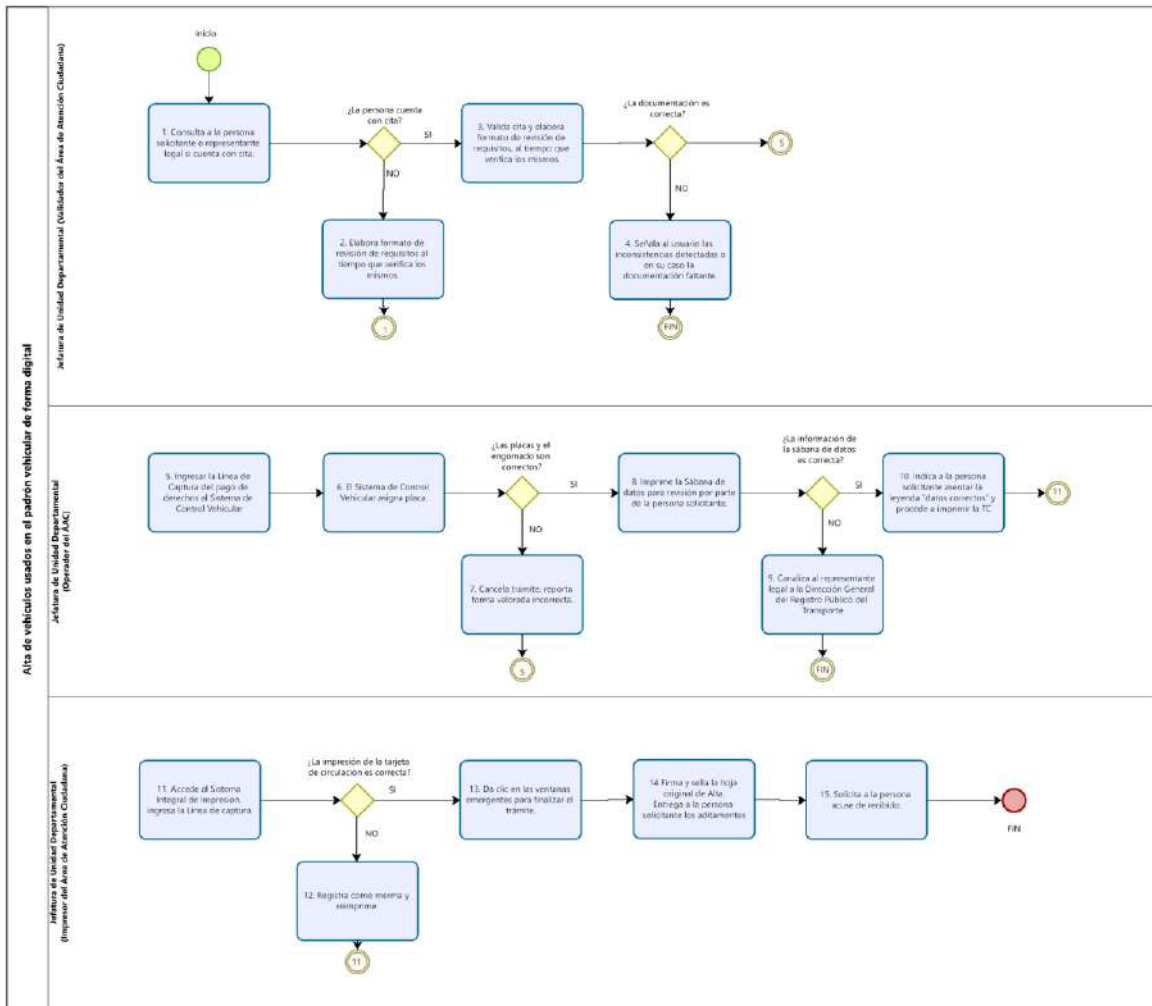 Alta de vehículos usados en el padrón vehicular de forma digital
Jefatura de Unidad Departamental (Validador del Área de Atención Ciudadana)
Inicio
1. Consulta a la persona
solicitante o representante
legal si cuenta con cita.
¿La persona cuenta
con cita?
SI
NO
2. Elabora formato de
revisión de requisitos al
tiempo que verifica los
mismos.
1
3. Valida cita y elabora
formato de revisión de
requisitos, al tiempo que
verifica los mismos.
¿La documentación es
correcta?
5
NO
4. Señala al usuario las
inconsistencias detectadas o
en su caso la
documentación faltante.
FIN
Jefatura de Unidad Departamental
(Operador del AAC)
5. Ingresar la Línea de
Captura del pago de
derechos al Sistema de
Control Vehicular
6. El Sistema de Control
Vehicular asigna placa.
¿Las placas y el
engomado son
correctos?
SI
NO
7. Cancela trámite, reporta
forma valorada incorrecta.
5
8. Imprime la Sábana de
datos para revisión por parte
de la persona solicitante.
¿La información de
la sábana de datos
es correcta?
SI
NO
9. Canaliza al representante
legal a la Dirección General
del Registro Público del
Transporte
FIN
10. Indica a la persona
solicitante asentar la
leyenda "datos correctos" y
procede a imprimir la TC
11
Jefatura de Unidad Departamental
(Impresor del Área de Atención Ciudadana)
11. Accede al Sistema
Integral de Impresión,
ingresa la Línea de captura.
¿La impresión de la tarjeta
de circulación es correcta?
SI
NO
12. Registra como merma y
reimprime
11
13. Da clic en las ventanas
emergentes para finalizar el
trámite.
14. Firma y sella la hoja
original de Alta.
Entrega a la persona
solicitante los aditamentos
15. Solicita a la persona
acuse de recibido.
FIN